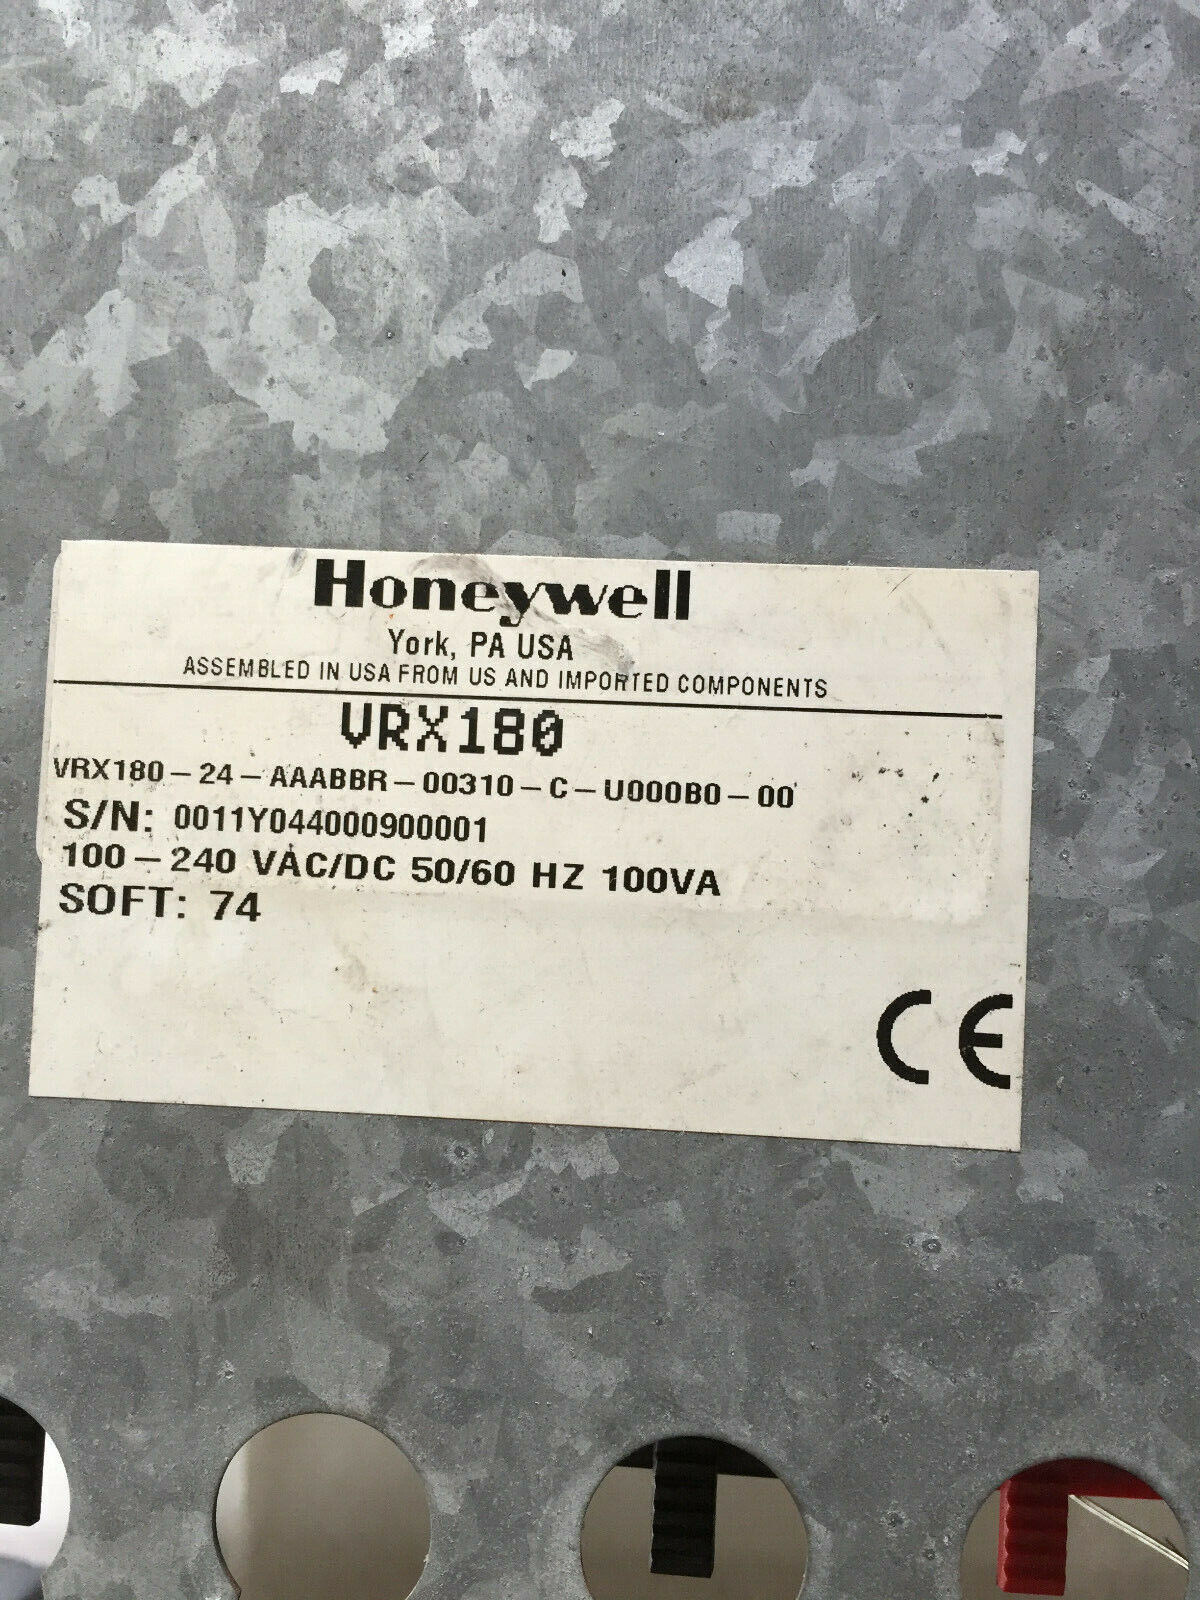 Honeywell
York, PA USA
ASSEMBLED IN USA FROM US AND IMPORTED COMPONENTS
VRX180
VRX180-24-AAABBR-00310-C-U000B0-00
S/N: 0011Y044000900001
100-240 VAC/DC 50/60 HZ 100VA
SOFT: 74
CE